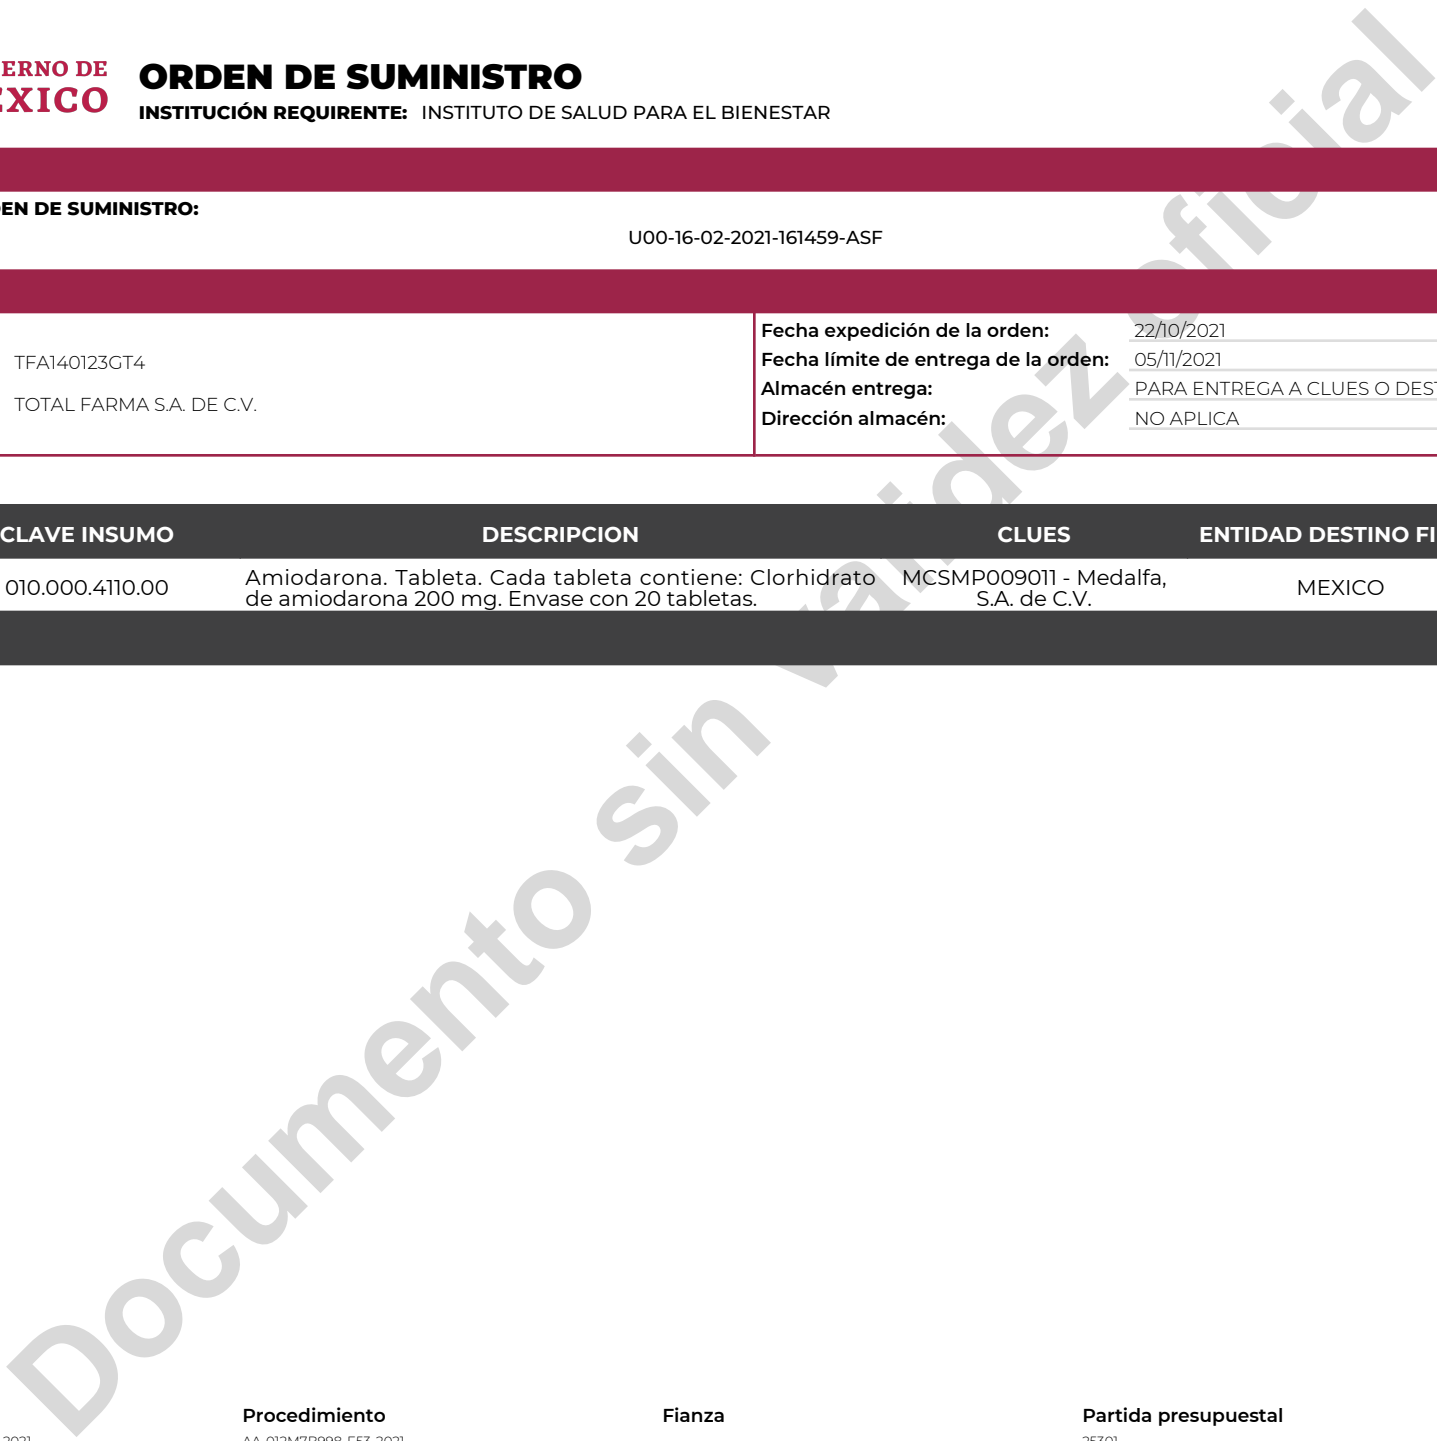 ERNO DE
XICO
ORDEN DE SUMINISTRO
INSTITUCIÓN REQUIRENTE: INSTITUTO DE SALUD PARA EL BIENESTAR
EN DE SUMINISTRO:
U00-16-02-2021-161459-ASF
TFA140123GT4
TOTAL FARMA S.A. DE C.V.
Fecha expedición de la orden: 22/10/2021
Fecha límite de entrega de la orden: 05/11/2021
Almacén entrega: PARA ENTREGA A CLUES O DEST
Dirección almacén: NO APLICA
CLAVE INSUMO DESCRIPCION CLUES ENTIDAD DESTINO FI
010.000.4110.00 Amiodarona. Tableta. Cada tableta contiene: Clorhidrato MCSMP009011 - Medalfa, MEXICO
de amiodarona 200 mg. Envase con 20 tabletas. S.A. de C.V.
Documento sin validez oficial
Procedimiento Fianza Partida presupuestal